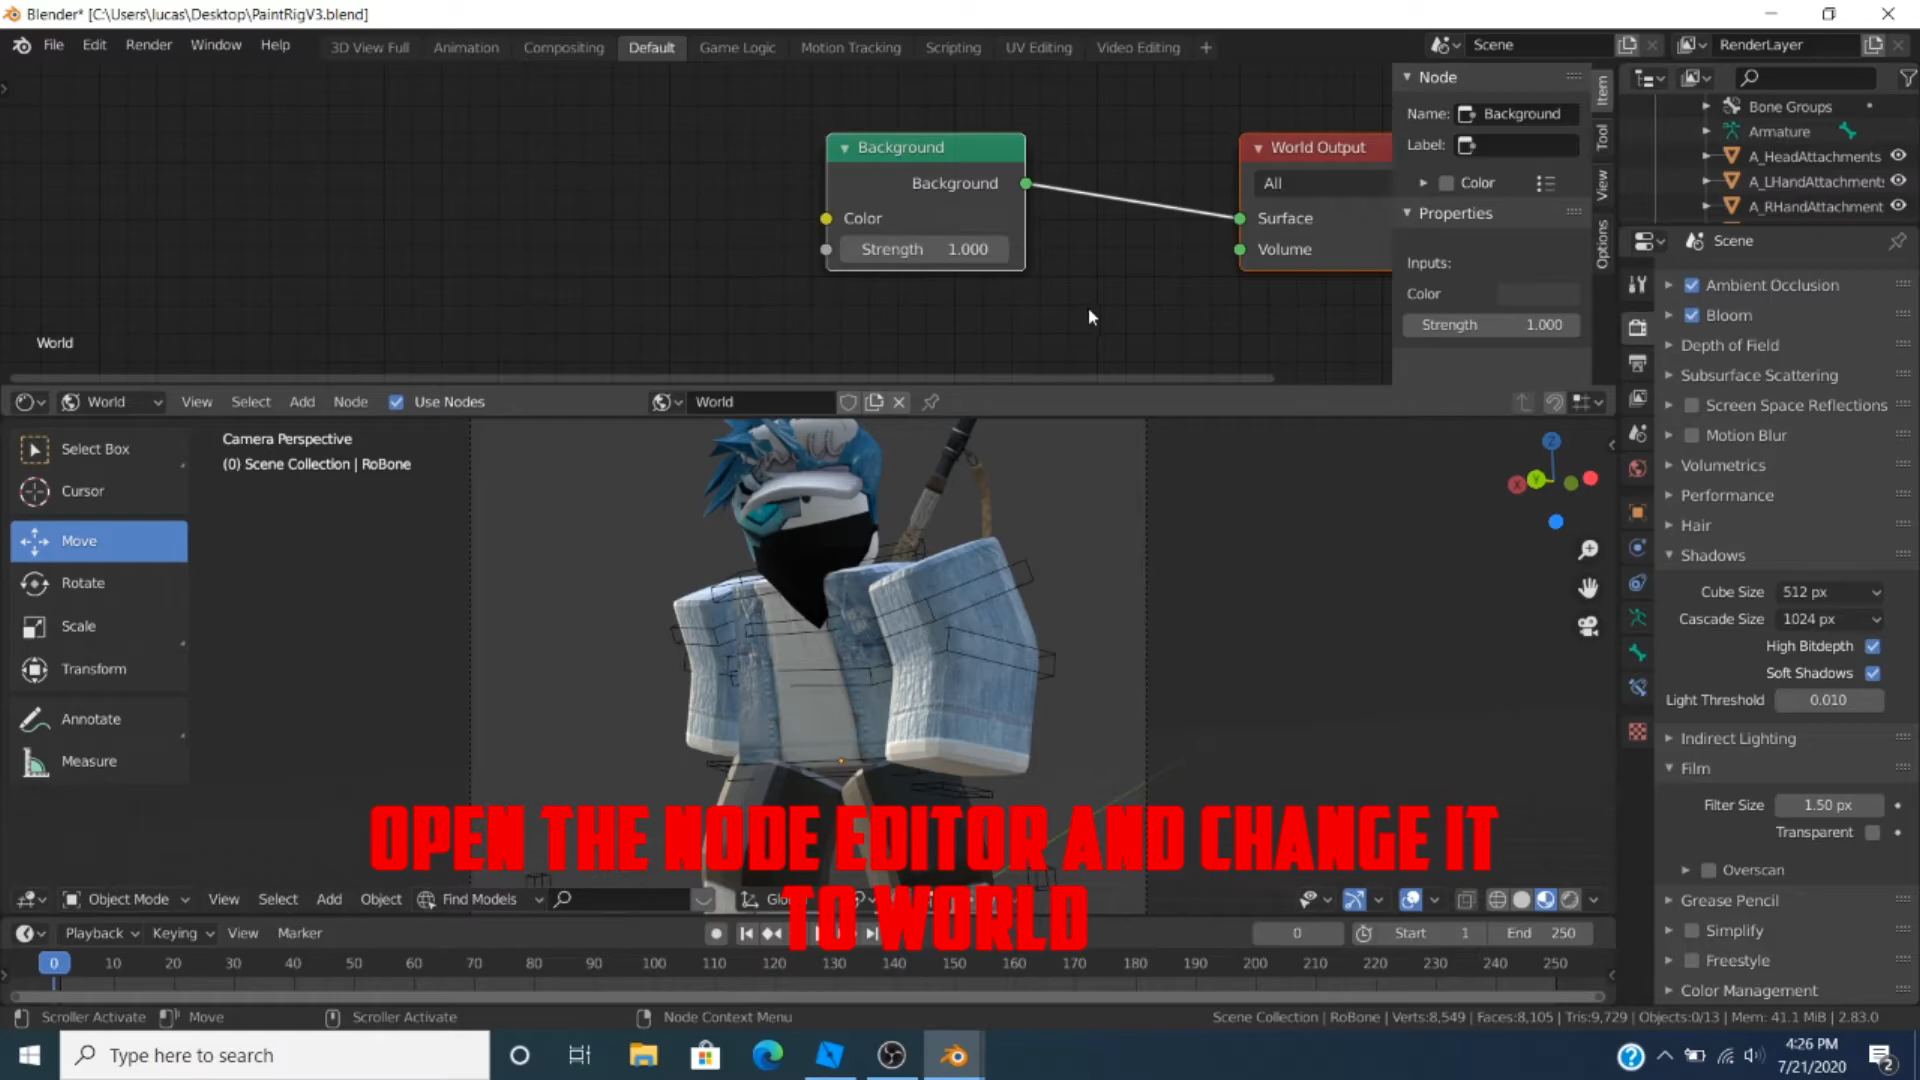 Blender* [C:\Users\lucas\Desktop\PaintRigV3.blend]
File Edit Render Window Help 3D View Full Animation Compositing Default Game Logic Motion Tracking Scripting UV Editing Video Editing + Scene RenderLayer
Node
Name: Background
Label:
Color
Properties
Inputs:
Color
Strength 1.000
Item
Tool
View
Options
Background
Background
Color
Strength 1.000
World Output
All
Surface
Volume
World
Bone Groups
Armature
A_HeadAttachments
A_LHandAttachment:
A_RHandAttachment
Scene
Ambient Occlusion
Bloom
Depth of Field
Subsurface Scattering
Screen Space Reflections
Motion Blur
Volumetrics
Performance
Hair
Shadows
Cube Size 512 px
Cascade Size 1024 px
High Bitdepth
Soft Shadows
Light Threshold 0.010
Indirect Lighting
Film
Filter Size 1.50 px
Transparent
Overscan
Grease Pencil
Simplify
Freestyle
Color Management
World View Select Add Node Use Nodes World
Select Box
Cursor
Move
Rotate
Scale
Transform
Annotate
Measure
Camera Perspective
(0) Scene Collection | RoBone
Z
X
Y
OPEN THE NODE EDITOR AND CHANGE IT
TO WORLD
Object Mode View Select Add Object Find Models
Playback Keying View Marker 0 Start 1 End 250
0 10 20 30 40 50 60 70 80 90 100 110 120 130 140 150 160 170 180 190 200 210 220 230 240 250
Scroller Activate Move Scroller Activate Node Context Menu Scene Collection | RoBone | Verts:8,549 | Faces:8,105 | Tris:9,729 | Objects:0/13 | Mem: 41.1 MiB | 2.83.0
Type here to search
4:26 PM
7/21/2020
2